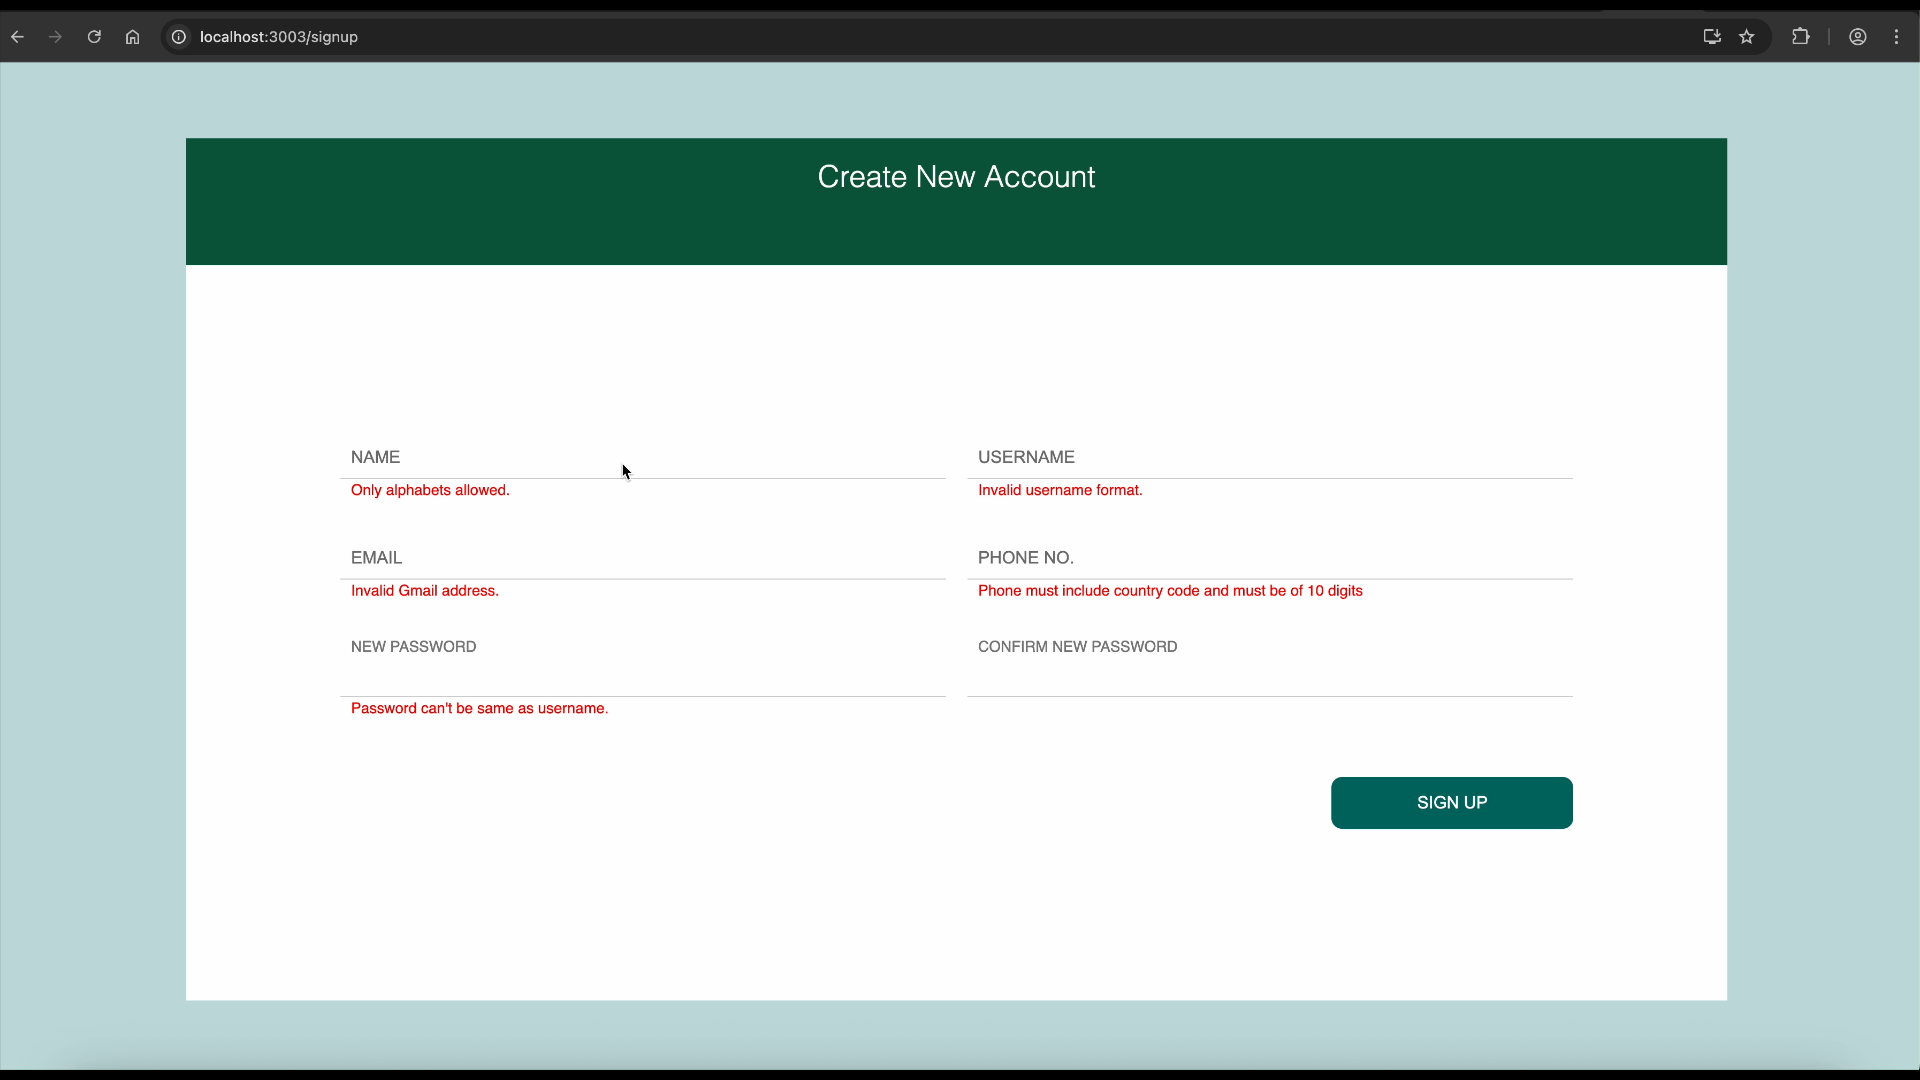 localhost:3003/signup
Create New Account
NAME
USERNAME
Only alphabets allowed.
Invalid username format.
EMAIL
PHONE NO.
Invalid Gmail address.
Phone must include country code and must be of 10 digits
NEW PASSWORD
CONFIRM NEW PASSWORD
Password can't be same as username.
SIGN UP